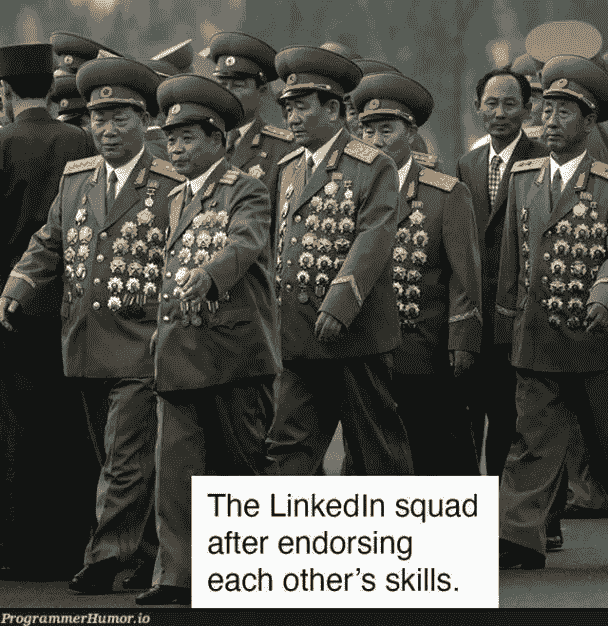 The LinkedIn squad
after endorsing
each other's skills.
ProgrammerHumor.io